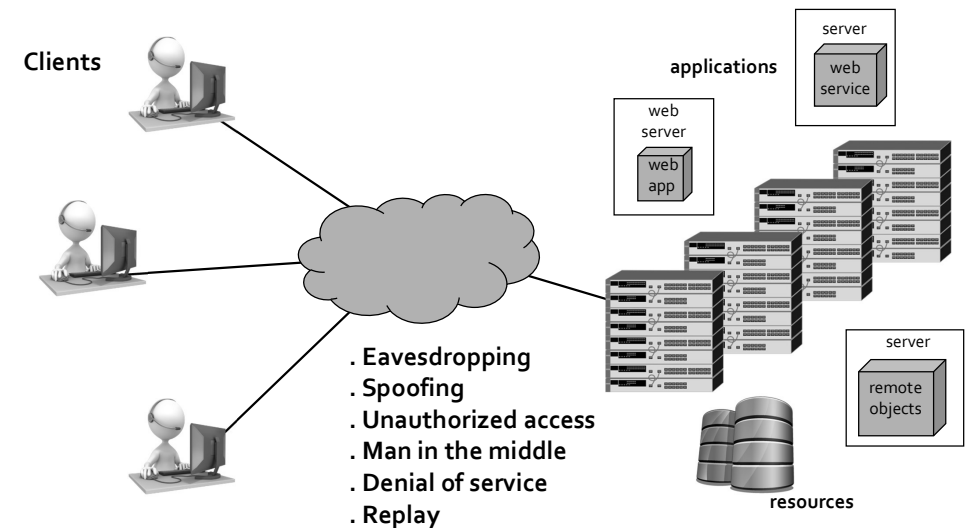 Clients
applications
server
web
service
web
server
web
app
. Eavesdropping
. Spoofing
. Unauthorized access
. Man in the middle
. Denial of service
. Replay
server
remote
objects
resources